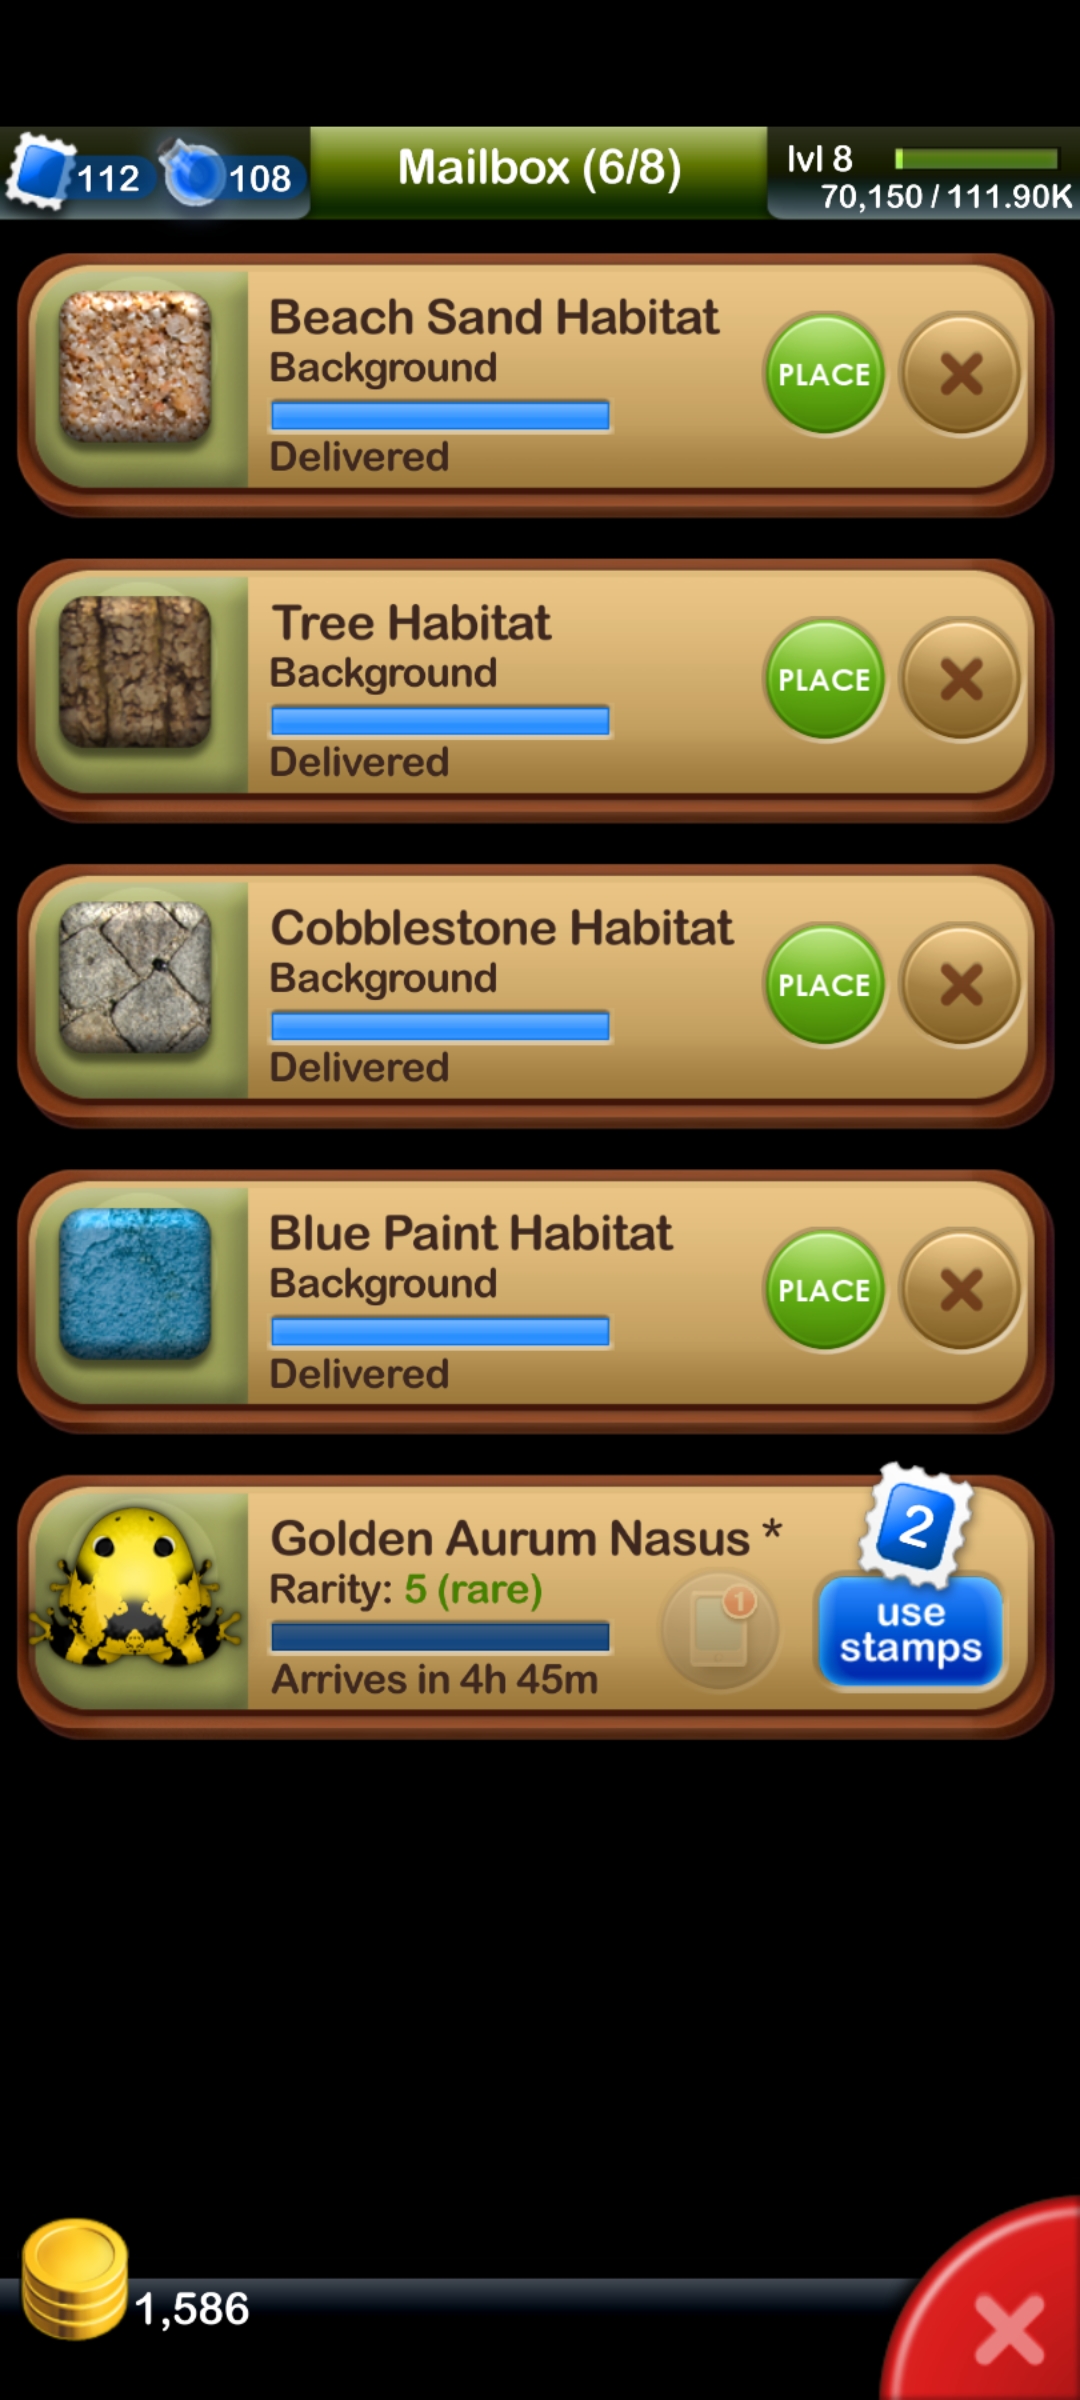 112
108
Mailbox (6/8)
lvl 8
70,150 / 111.90K
Beach Sand Habitat
Background
Delivered
PLACE
Tree Habitat
Background
Delivered
PLACE
Cobblestone Habitat
Background
Delivered
PLACE
Blue Paint Habitat
Background
Delivered
PLACE
Golden Aurum Nasus *
Rarity: 5 (rare)
Arrives in 4h 45m
1
2
use
stamps
1,586